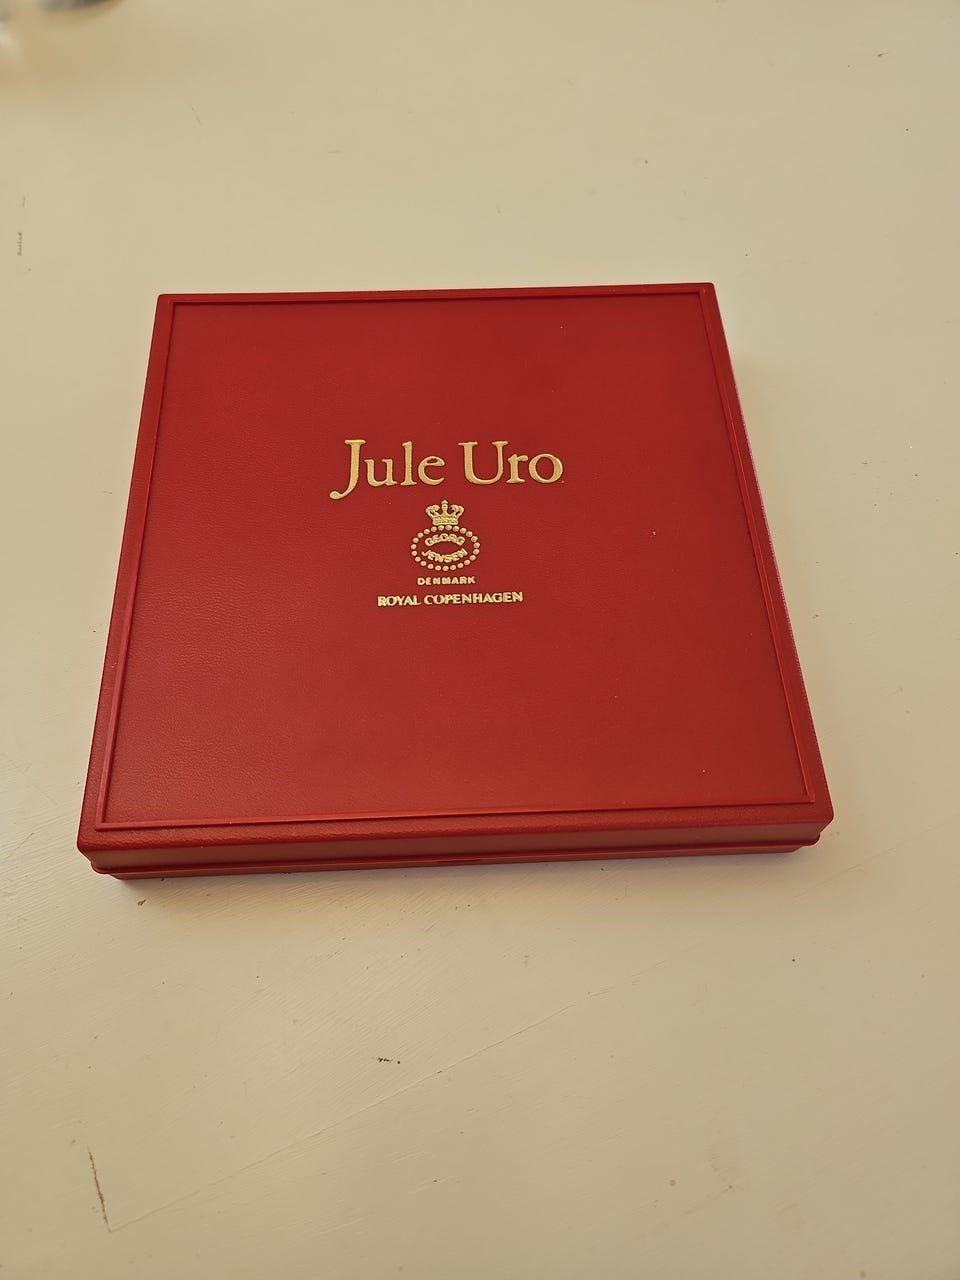 Jule Uro
GEORG
JENSEN
DENMARK
ROYAL COPENHAGEN